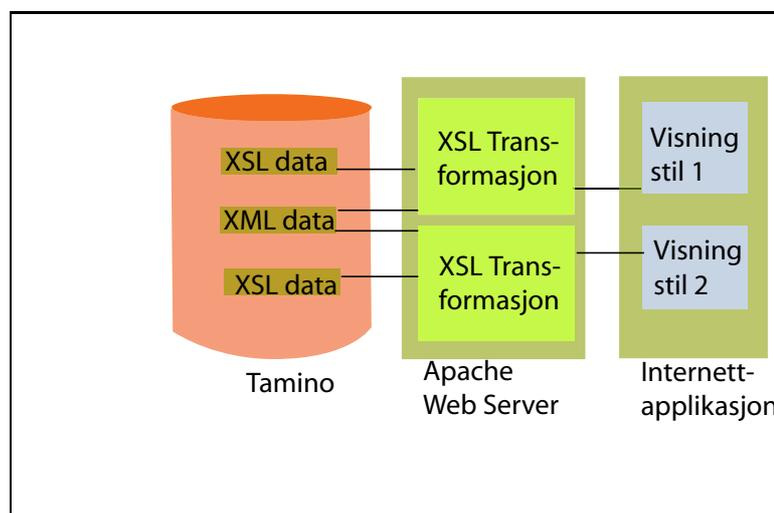 XSL data
XML data
XSL data
Tamino
XSL Trans-
formasjon
XSL Trans-
formasjon
Apache
Web Server
Visning
stil 1
Visning
stil 2
Internett-
applikasjon